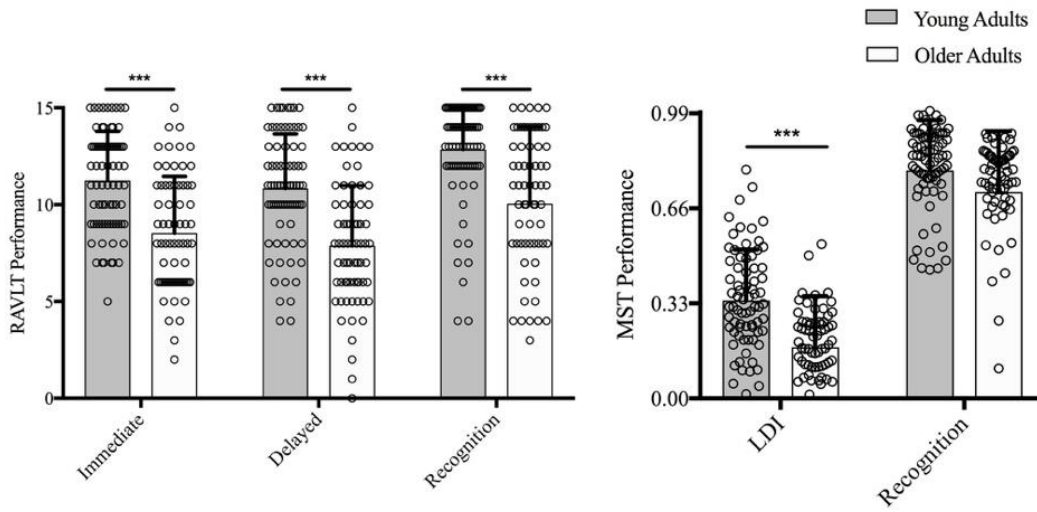 Young Adults
Older Adults
***
***
***
RAVLT Performance
15
10
5
0
Immediate
Delayed
Recognition
***
MST Performance
0.99
0.66
0.33
0.00
LDI
Recognition